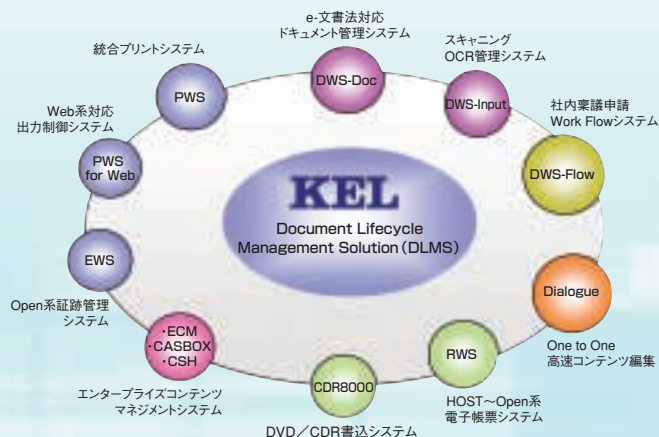 e-文書法対応
ドキュメント管理システム
DWS-Doc
スキャニング
OCR管理システム
DWS-Input
社内稟議申請
Work Flowシステム
DWS-Flow
Dialogue
One to One
高速コンテンツ編集
RWS
HOST～Open系
電子帳票システム
CDR8000
DVD／CDR書込システム
・ECM
・CASBOX
・CSH
エンタープライズコンテンツ
マネジメントシステム
EWS
Open系証跡管理
システム
PWS
for Web
Web系対応
出力制御システム
PWS
統合プリントシステム
KEL
Document Lifecycle
Management Solution（DLMS）